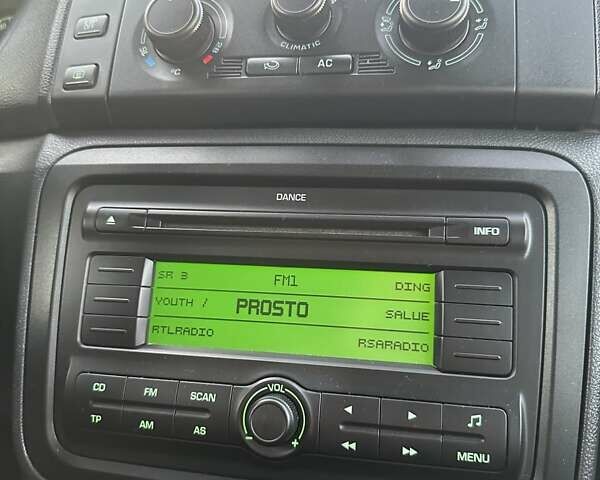 °C
CLIMATIC
AC
DANCE
INFO
SR 3 FM1 DING
YOUTH / PROSTO SALUE
RTLRADIO RSARADIO
CD FM SCAN VOL
TP AM AS - +
MENU